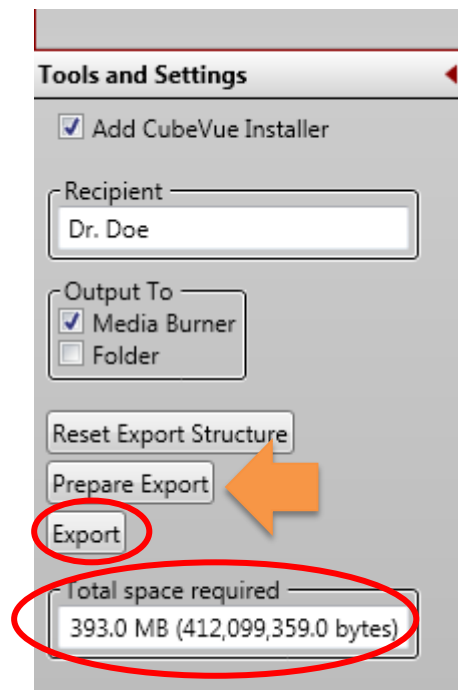 Tools and Settings
Add CubeVue Installer
Recipient
Dr. Doe
Output To
Media Burner
Folder
Reset Export Structure
Prepare Export
Export
Total space required
393.0 MB (412,099,359.0 bytes)